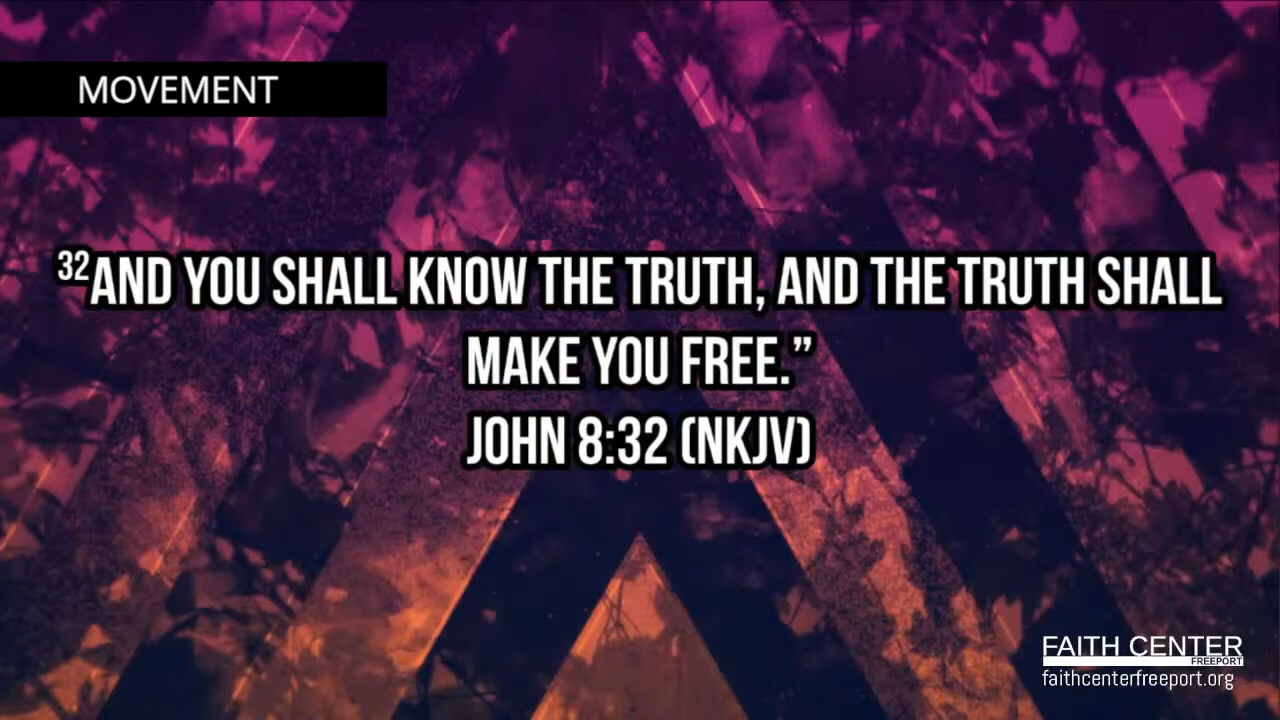 MOVEMENT
³²AND YOU SHALL KNOW THE TRUTH, AND THE TRUTH SHALL
MAKE YOU FREE.”
JOHN 8:32 (NKJV)
FAITH CENTER
FREEPORT
faithcenterfreeport.org